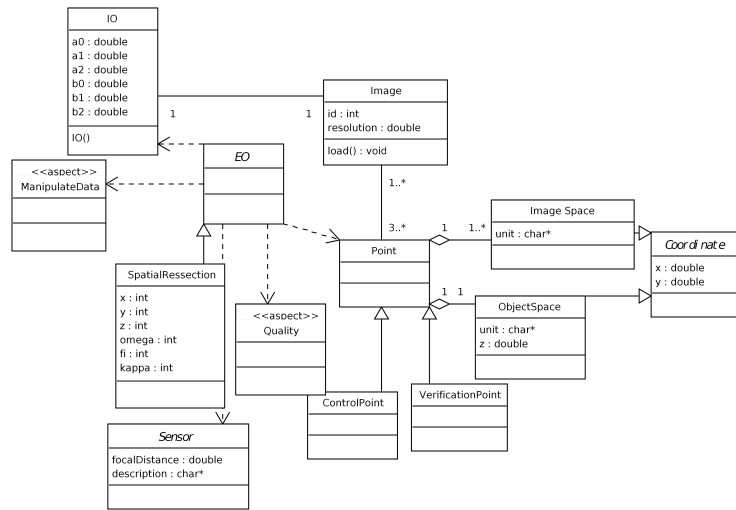 IO
a0 : double
a1 : double
a2 : double
b0 : double
b1 : double
b2 : double
IO()
1
1
Image
id : int
resolution : double
load() : void
<<aspect>>
ManipulateData
EO
1..*
3..*
Point
1
1..*
Image Space
unit : char*
Coordinate
x : double
y : double
1
1
ObjectSpace
unit : char*
z : double
SpatialRessection
x : int
y : int
z : int
omega : int
fi : int
kappa : int
<<aspect>>
Quality
ControlPoint
VerificationPoint
Sensor
focalDistance : double
description : char*